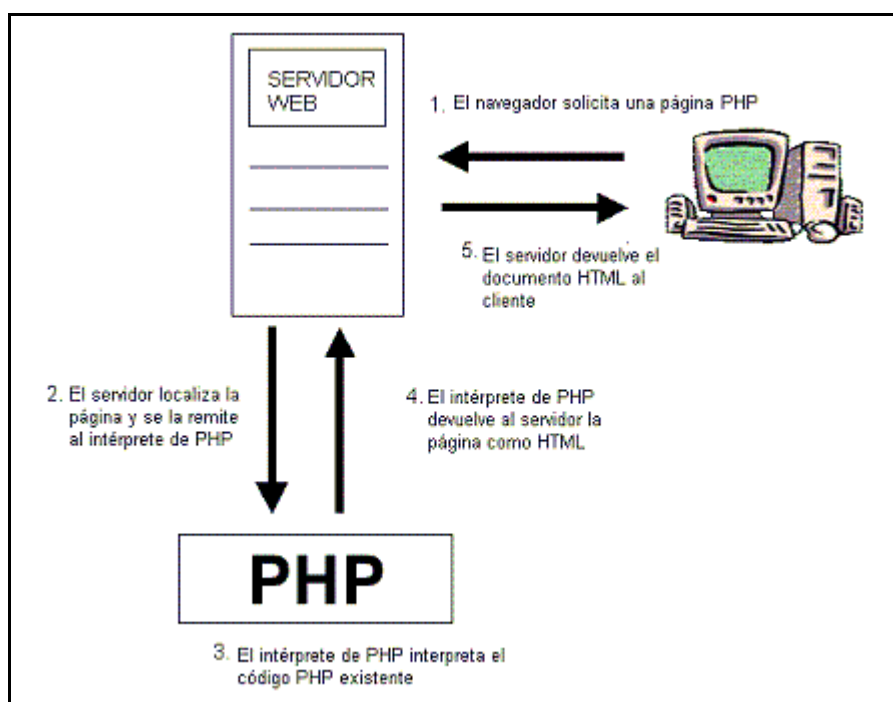 SERVIDOR
WEB
1. El navegador solicita una página PHP
5. El servidor devuelve el
documento HTML al
cliente
2. El servidor localiza la
página y se la remite
al intérprete de PHP
4. El intérprete de PHP
devuelve al servidor la
página como HTML
PHP
3. El intérprete de PHP interpreta el
código PHP existente